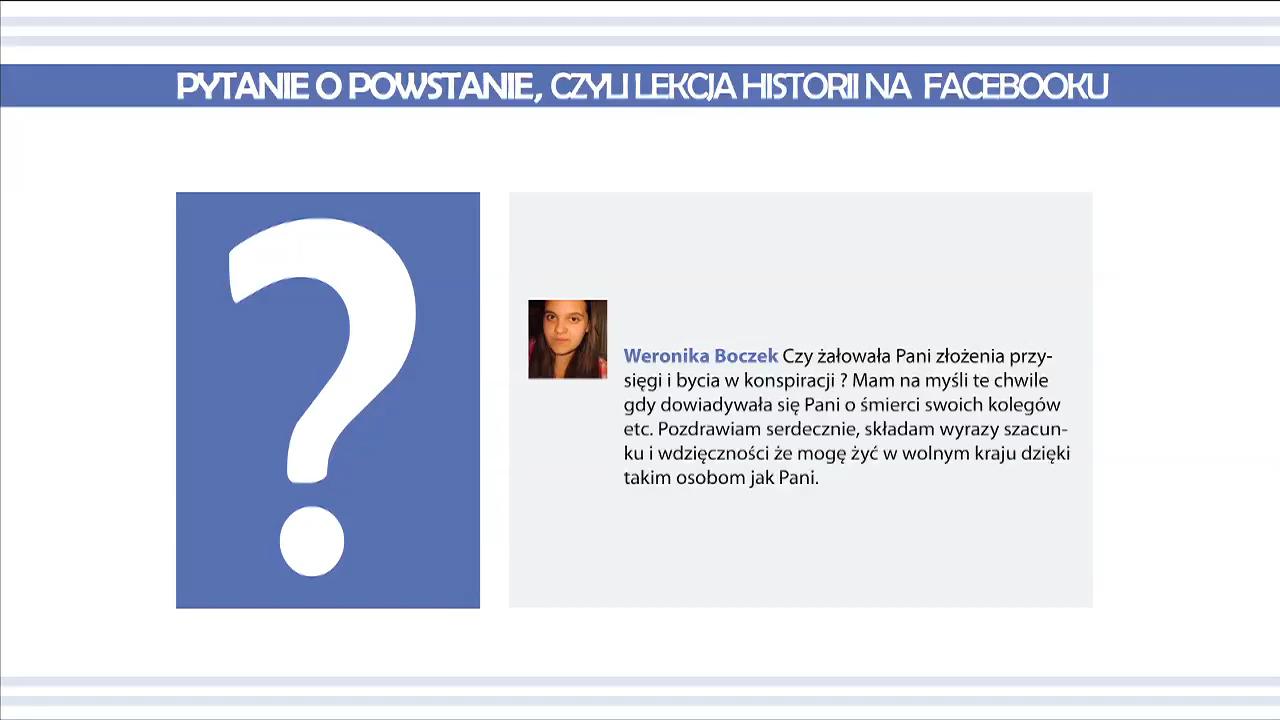 PYTANIE O POWSTANIE, CZYLI LEKCJA HISTORII NA FACEBOOKU
?
Weronika Boczek Czy żałowała Pani złożenia przy-
sięgi i bycia w konspiracji ? Mam na myśli te chwile
gdy dowiadywała się Pani o śmierci swoich kolegów
etc. Pozdrawiam serdecznie, składam wyrazy szacun-
ku i wdzięczności że mogę żyć w wolnym kraju dzięki
takim osobom jak Pani.